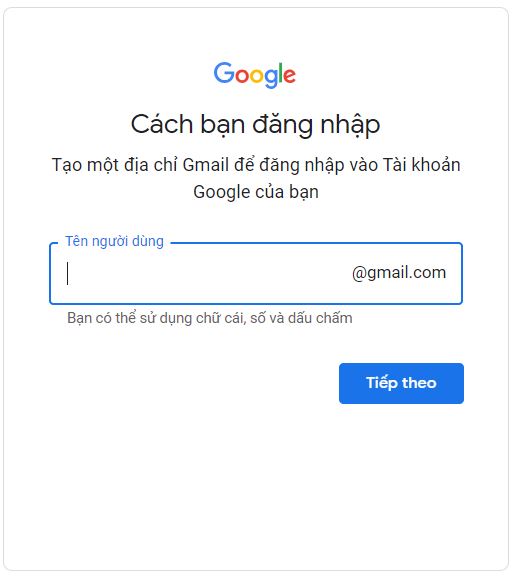 Google
Cách bạn đăng nhập
Tạo một địa chỉ Gmail để đăng nhập vào Tài khoản
Google của bạn
Tên người dùng
@gmail.com
Bạn có thể sử dụng chữ cái, số và dấu chấm
Tiếp theo